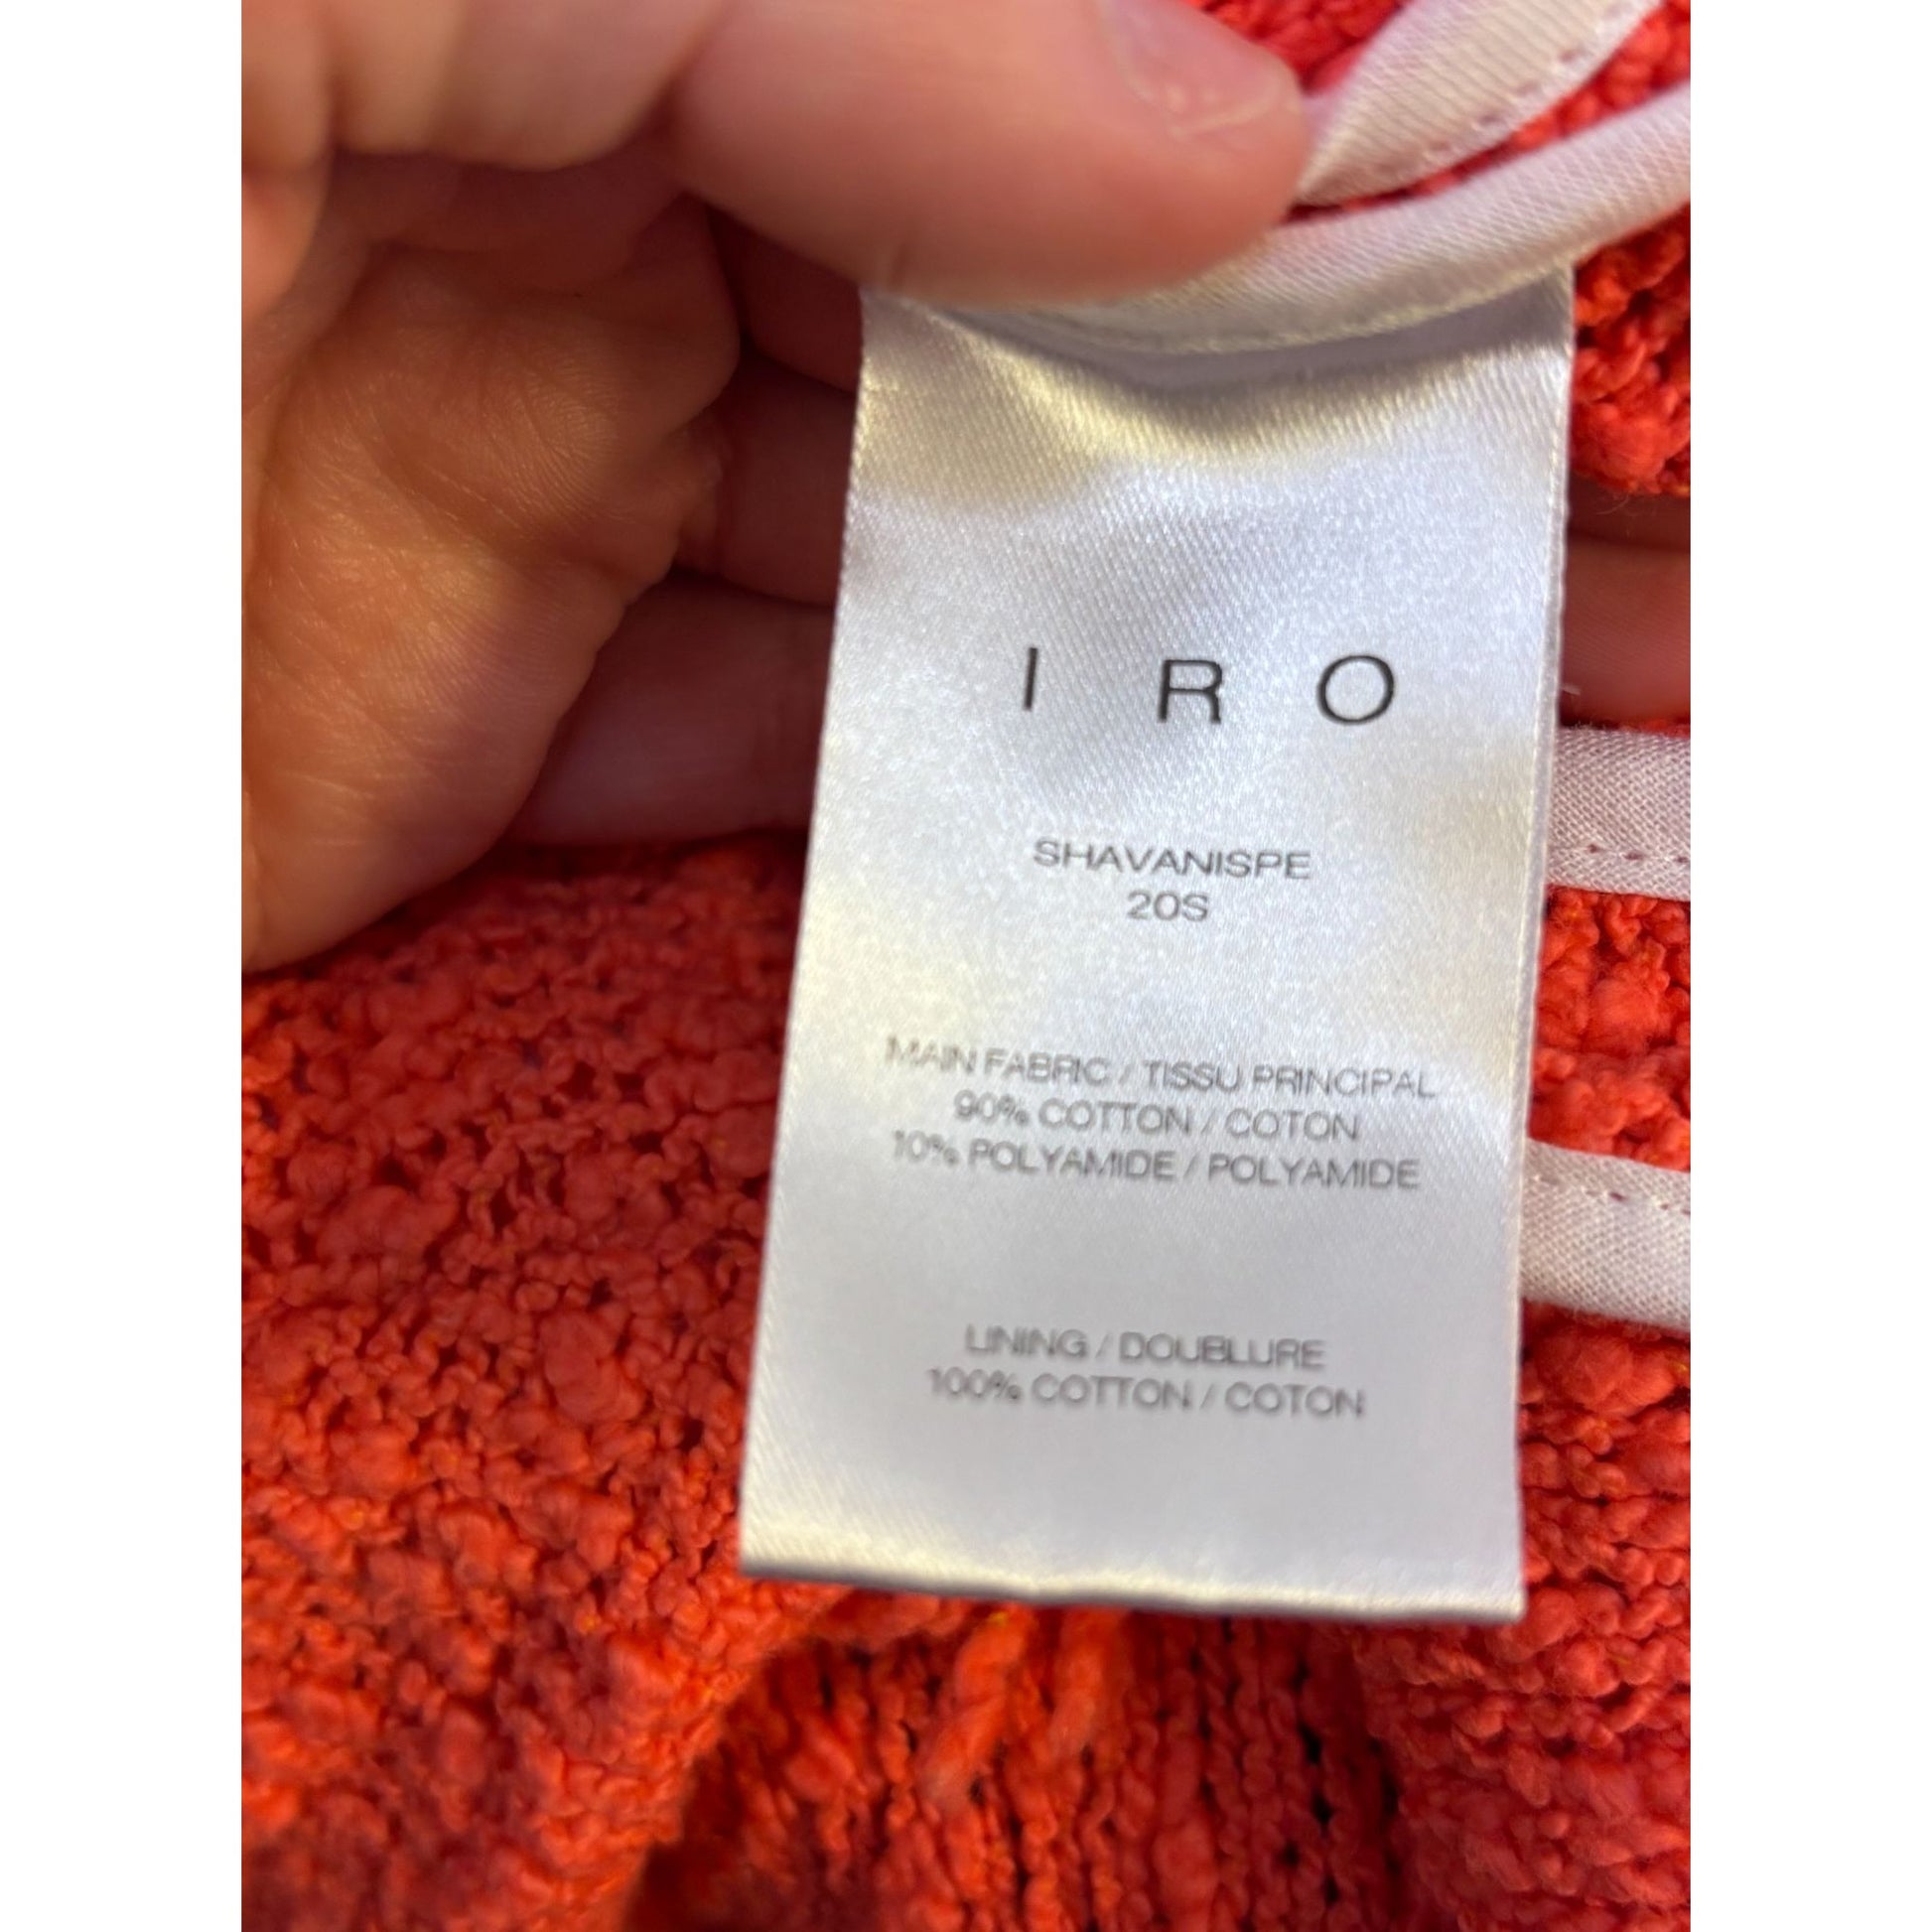 I R O
SHAVANISPE
20S
MAIN FABRIC / TISSU PRINCIPAL
90% COTTON / COTON
10% POLYAMIDE / POLYAMIDE
LINING / DOUBLURE
100% COTTON / COTON